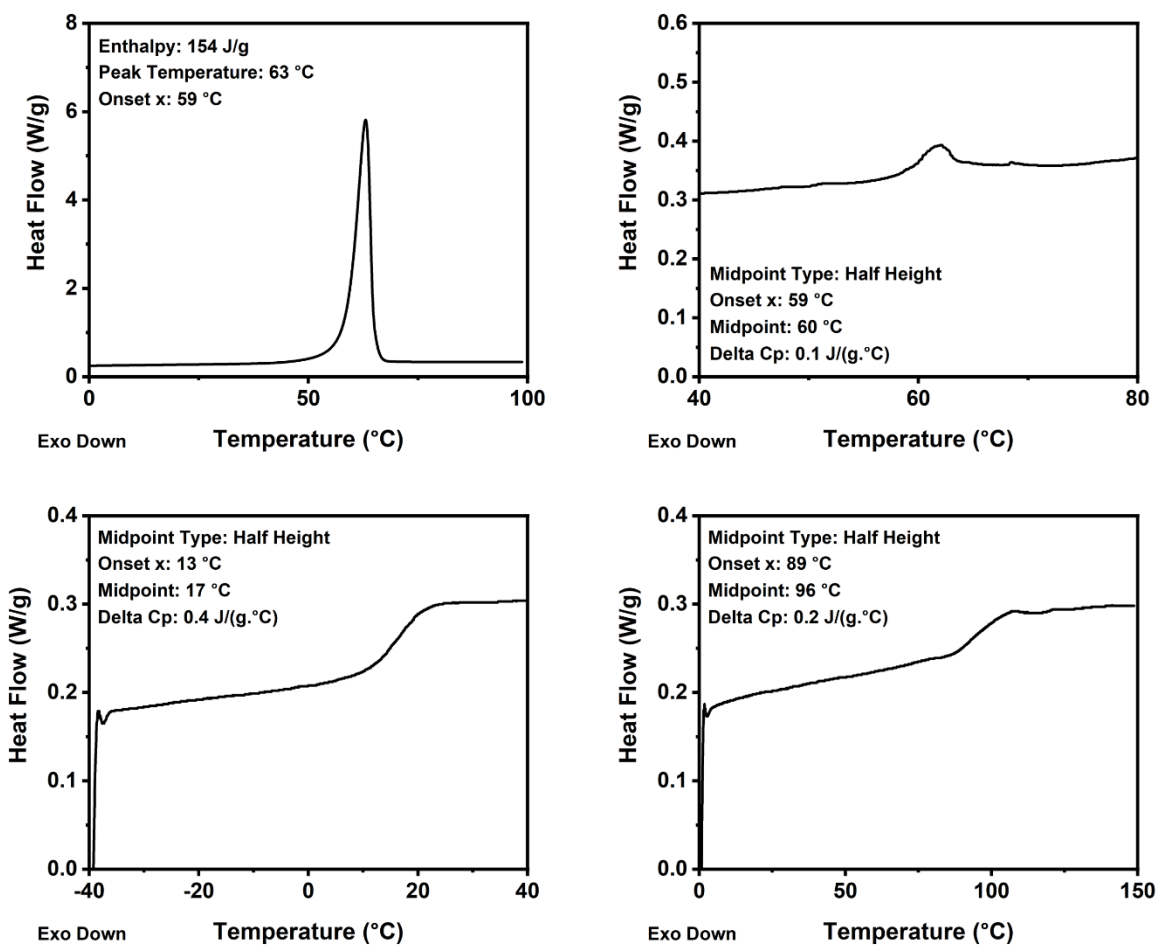 8
6
4
2
0
Heat Flow (W/g)
Enthalpy: 154 J/g
Peak Temperature: 63 °C
Onset x: 59 °C
0
50
100
Exo Down
Temperature (°C)
0.6
0.5
0.4
0.3
0.2
0.1
0.0
Heat Flow (W/g)
Midpoint Type: Half Height
Onset x: 59 °C
Midpoint: 60 °C
Delta Cp: 0.1 J/(g.°C)
40
60
80
Exo Down
Temperature (°C)
0.4
0.3
0.2
0.1
0.0
Heat Flow (W/g)
Midpoint Type: Half Height
Onset x: 13 °C
Midpoint: 17 °C
Delta Cp: 0.4 J/(g.°C)
-40
-20
0
20
40
Exo Down
Temperature (°C)
0.4
0.3
0.2
0.1
0.0
Heat Flow (W/g)
Midpoint Type: Half Height
Onset x: 89 °C
Midpoint: 96 °C
Delta Cp: 0.2 J/(g.°C)
0
50
100
150
Exo Down
Temperature (°C)